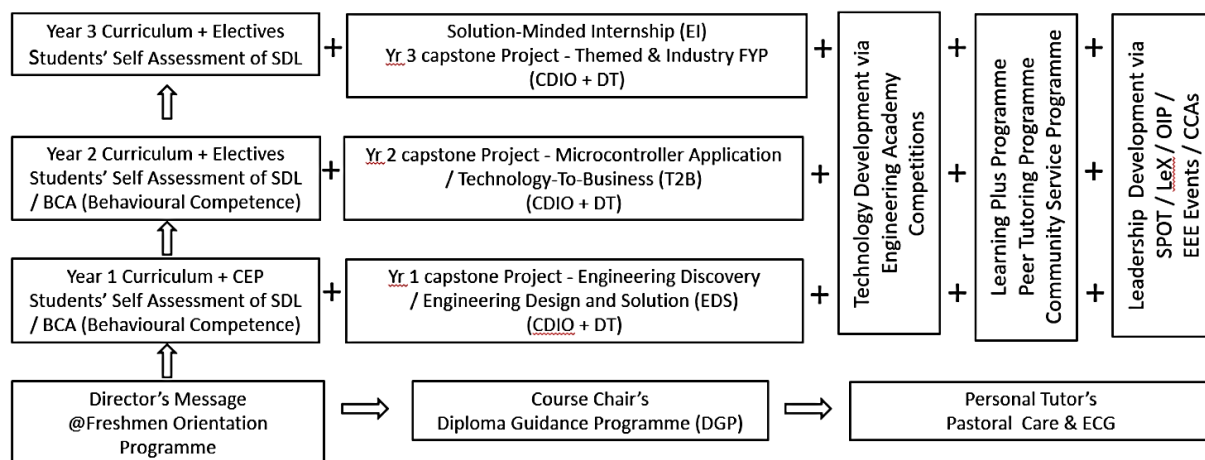 Year 3 Curriculum + Electives
Students' Self Assessment of SDL
+
Solution-Minded Internship (EI)
Yr 3 capstone Project - Themed & Industry FYP
(CDIO + DT)
+
Technology Development via
Engineering Academy
Competitions
+
Learning Plus Programme
Peer Tutoring Programme
Community Service Programme
+
Leadership Development via
SPOT / LeX / OIP /
EEE Events / CCAs
Year 2 Curriculum + Electives
Students' Self Assessment of SDL
/ BCA (Behavioural Competence)
+
Yr 2 capstone Project - Microcontroller Application
/ Technology-To-Business (T2B)
(CDIO + DT)
+
+
+
Year 1 Curriculum + CEP
Students' Self Assessment of SDL
/ BCA (Behavioural Competence)
+
Yr 1 capstone Project - Engineering Discovery
/ Engineering Design and Solution (EDS)
(CDIO + DT)
+
+
+
Director's Message
@Freshmen Orientation
Programme
Course Chair's
Diploma Guidance Programme (DGP)
Personal Tutor's
Pastoral Care & ECG